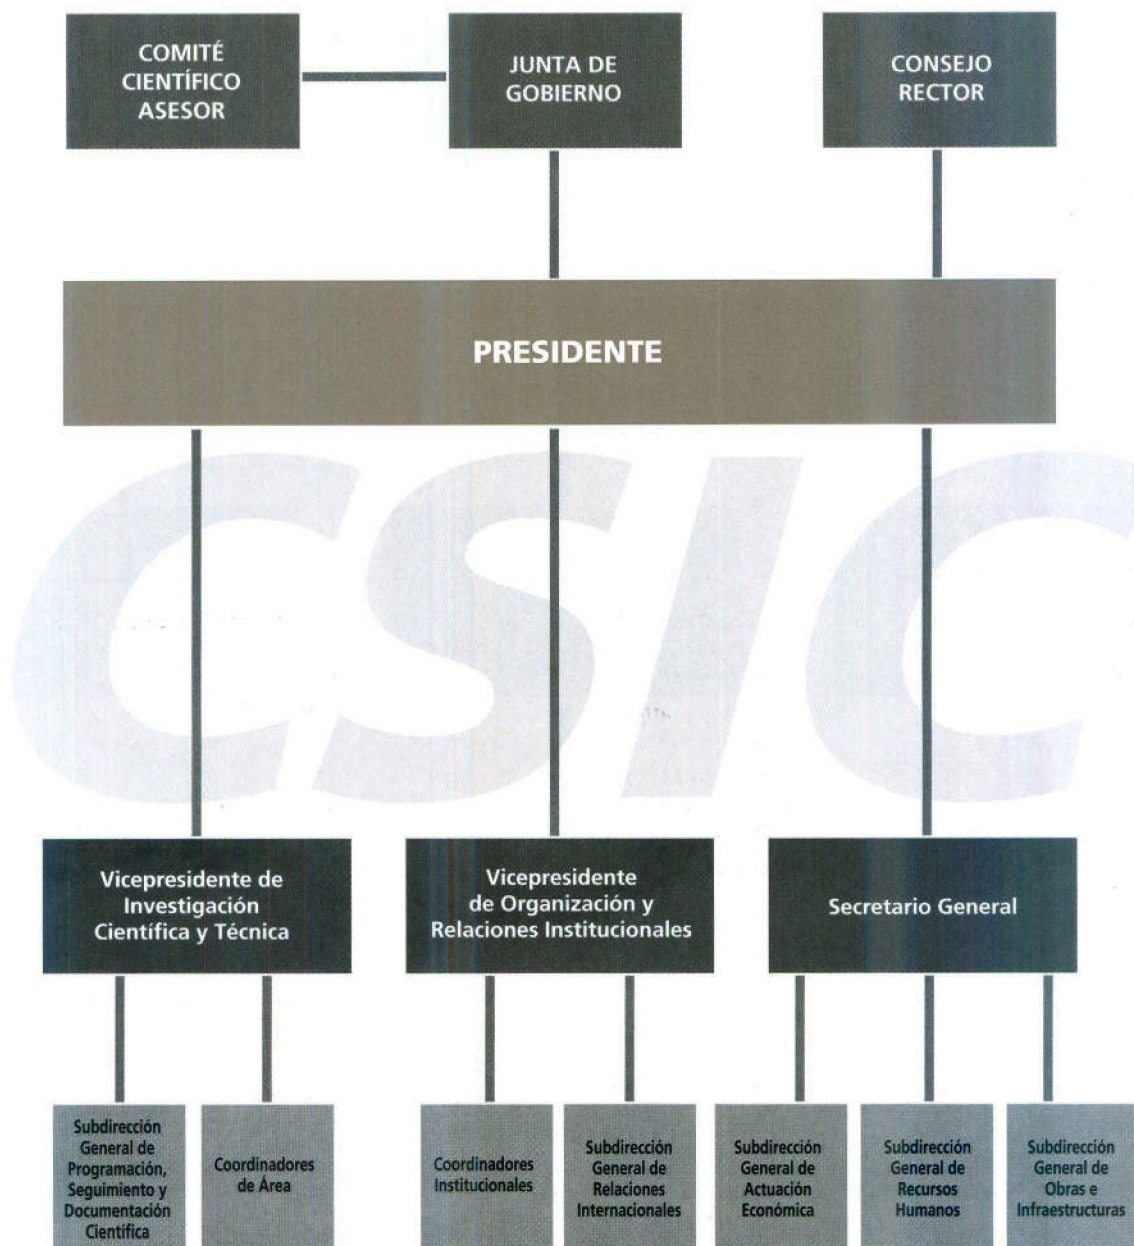 COMITÉ
CIENTÍFICO
ASESOR
JUNTA DE
GOBIERNO
CONSEJO
RECTOR
PRESIDENTE
CSIC
Vicepresidente de
Investigación
Científica y Técnica
Vicepresidente
de Organización y
Relaciones Institucionales
Secretario General
Subdirección
General de
Programación,
Seguimiento y
Documentación
Científica
Coordinadores
de Área
Coordinadores
Institucionales
Subdirección
General de
Relaciones
Internacionales
Subdirección
General de
Actuación
Económica
Subdirección
General de
Recursos
Humanos
Subdirección
General de
Obras e
Infraestructuras